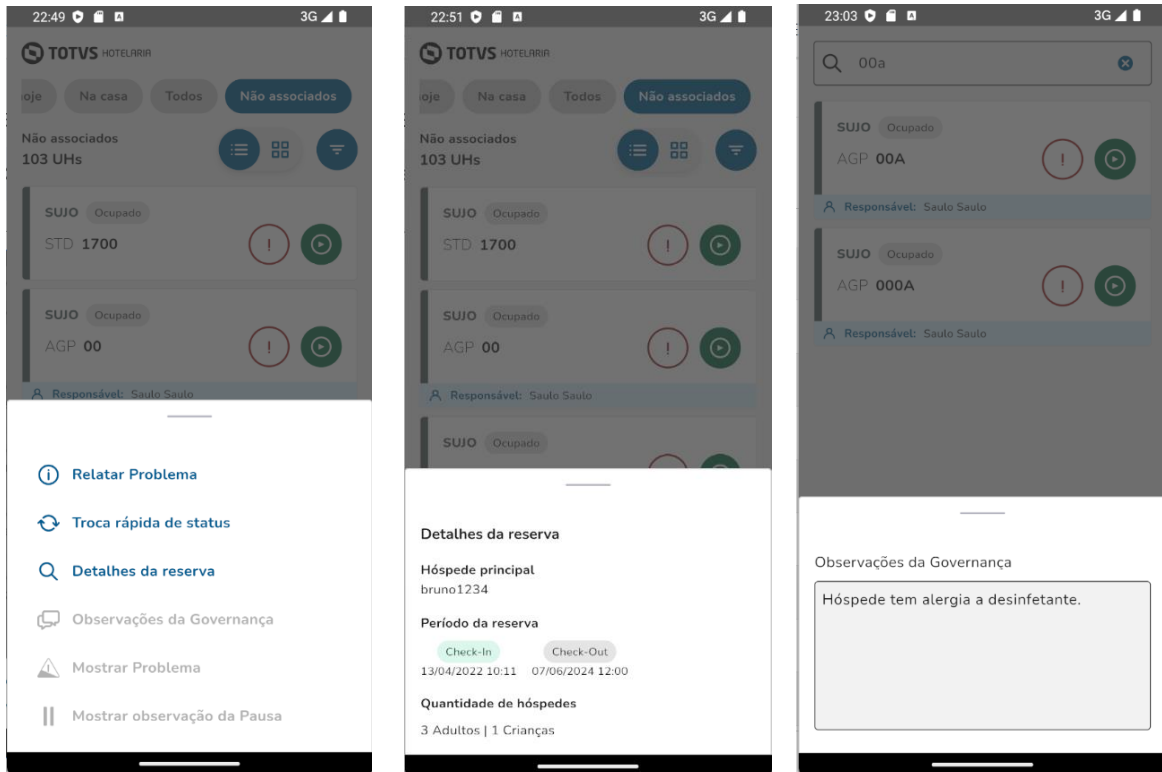 22:49 3G
TOTVS HOTELARIA
oje Na casa Todos Não associados
Não associados
103 UHs
SUJO Ocupado
STD 1700
SUJO Ocupado
AGP 00
Responsável: Saulo Saulo
Relatar Problema
Troca rápida de status
Detalhes da reserva
Observações da Governança
Mostrar Problema
Mostrar observação da Pausa
22:51 3G
TOTVS HOTELARIA
oje Na casa Todos Não associados
Não associados
103 UHs
SUJO Ocupado
STD 1700
SUJO Ocupado
AGP 00
Responsável: Saulo Saulo
SUJO Ocupado
Detalhes da reserva
Hóspede principal
bruno1234
Período da reserva
Check-In Check-Out
13/04/2022 10:11 07/06/2024 12:00
Quantidade de hóspedes
3 Adultos | 1 Crianças
23:03 3G
00a
SUJO Ocupado
AGP 00A
Responsável: Saulo Saulo
SUJO Ocupado
AGP 000A
Responsável: Saulo Saulo
Observações da Governança
Hóspede tem alergia a desinfetante.